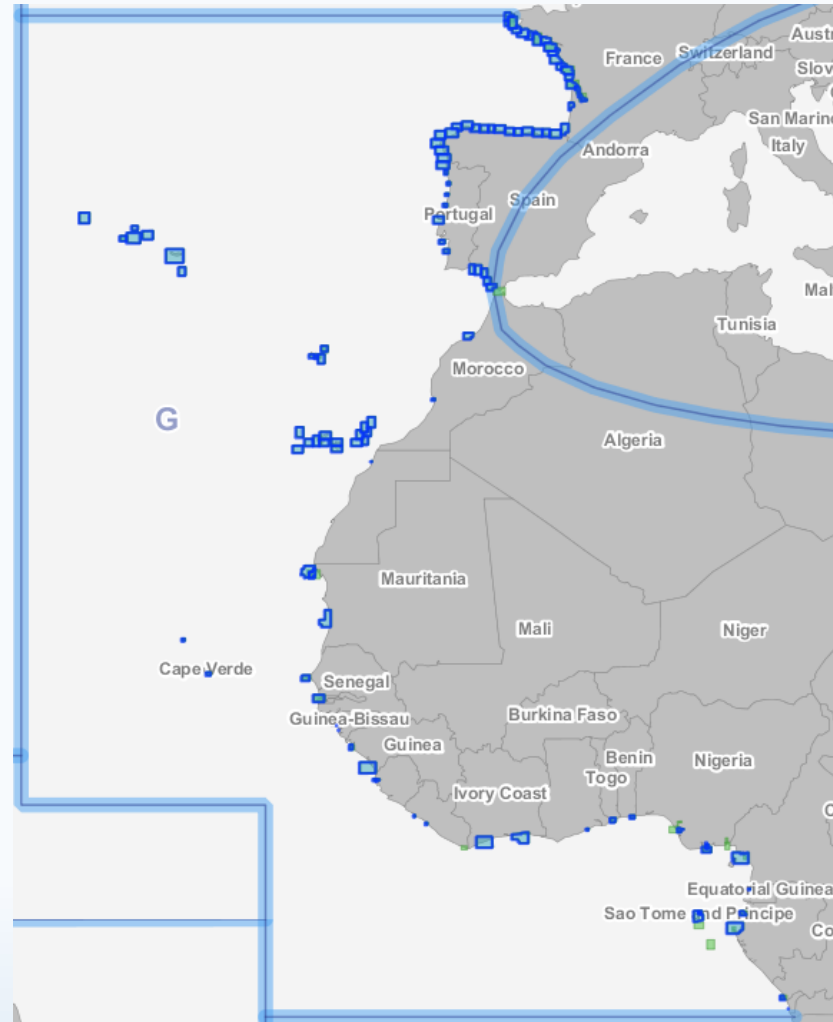 France
Switzerland
Austr
Slov
San Marino
Italy
Andorra
Spain
Portugal
Mal
Tunisia
Morocco
G
Algeria
Mauritania
Mali
Niger
Cape Verde
Senegal
Guinea-Bissau
Burkina Faso
Guinea
Benin
Nigeria
Togo
Ivory Coast
Equatorial Guinea
Sao Tome and Principe
Co